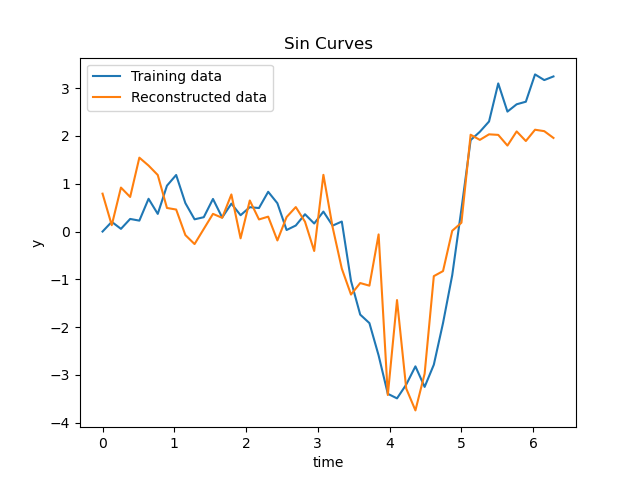 Sin Curves
Training data
Reconstructed data
3
2
1
0
−1
−2
−3
−4
y
0 1 2 3 4 5 6
time